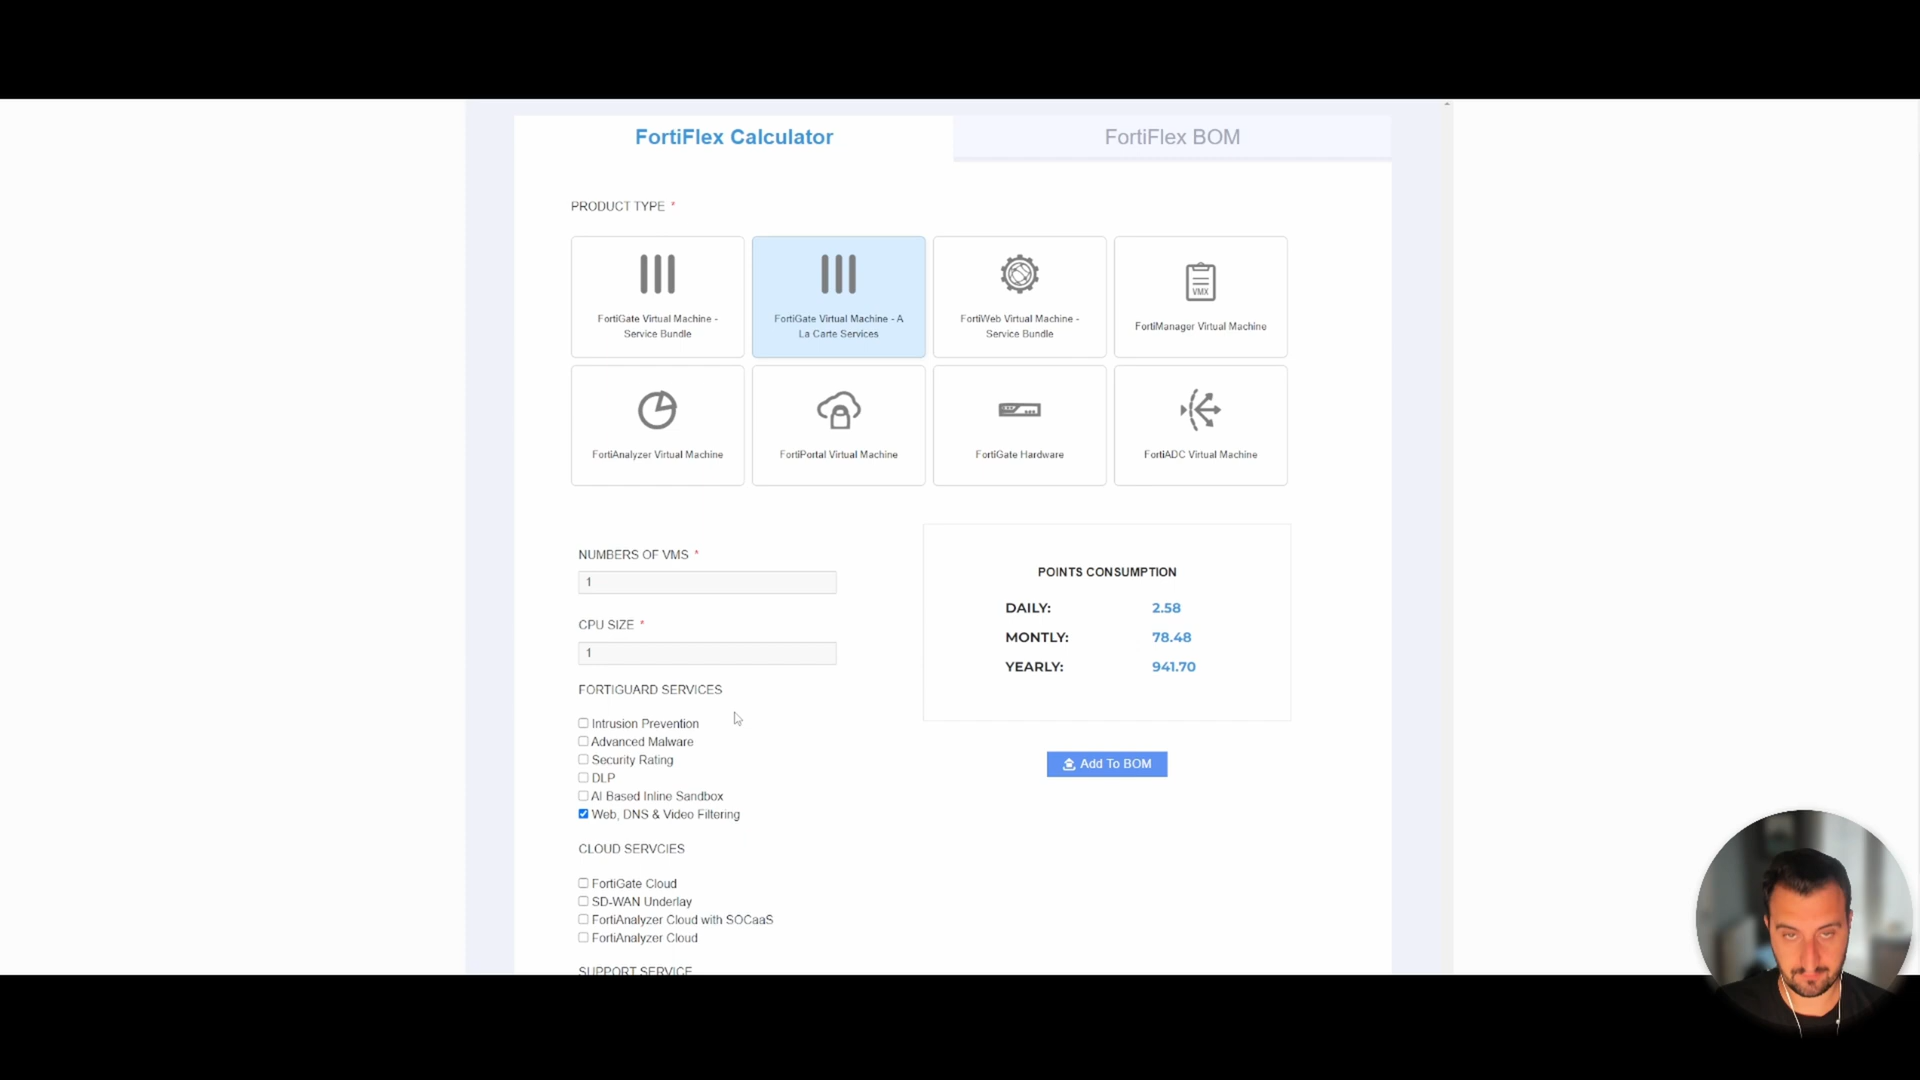 FortiFlex Calculator
FortiFlex BOM
PRODUCT TYPE *
FortiGate Virtual Machine -
Service Bundle
FortiGate Virtual Machine - A
La Carte Services
FortiWeb Virtual Machine -
Service Bundle
VMX
FortiManager Virtual Machine
FortiAnalyzer Virtual Machine
FortiPortal Virtual Machine
FortiGate Hardware
FortiADC Virtual Machine
NUMBERS OF VMS *
1
CPU SIZE *
1
FORTIGUARD SERVICES
Intrusion Prevention
Advanced Malware
Security Rating
DLP
AI Based Inline Sandbox
Web, DNS & Video Filtering
CLOUD SERVCIES
FortiGate Cloud
SD-WAN Underlay
FortiAnalyzer Cloud with SOCaaS
FortiAnalyzer Cloud
SUPPORT SERVICE
POINTS CONSUMPTION
DAILY: 2.58
MONTLY: 78.48
YEARLY: 941.70
Add To BOM